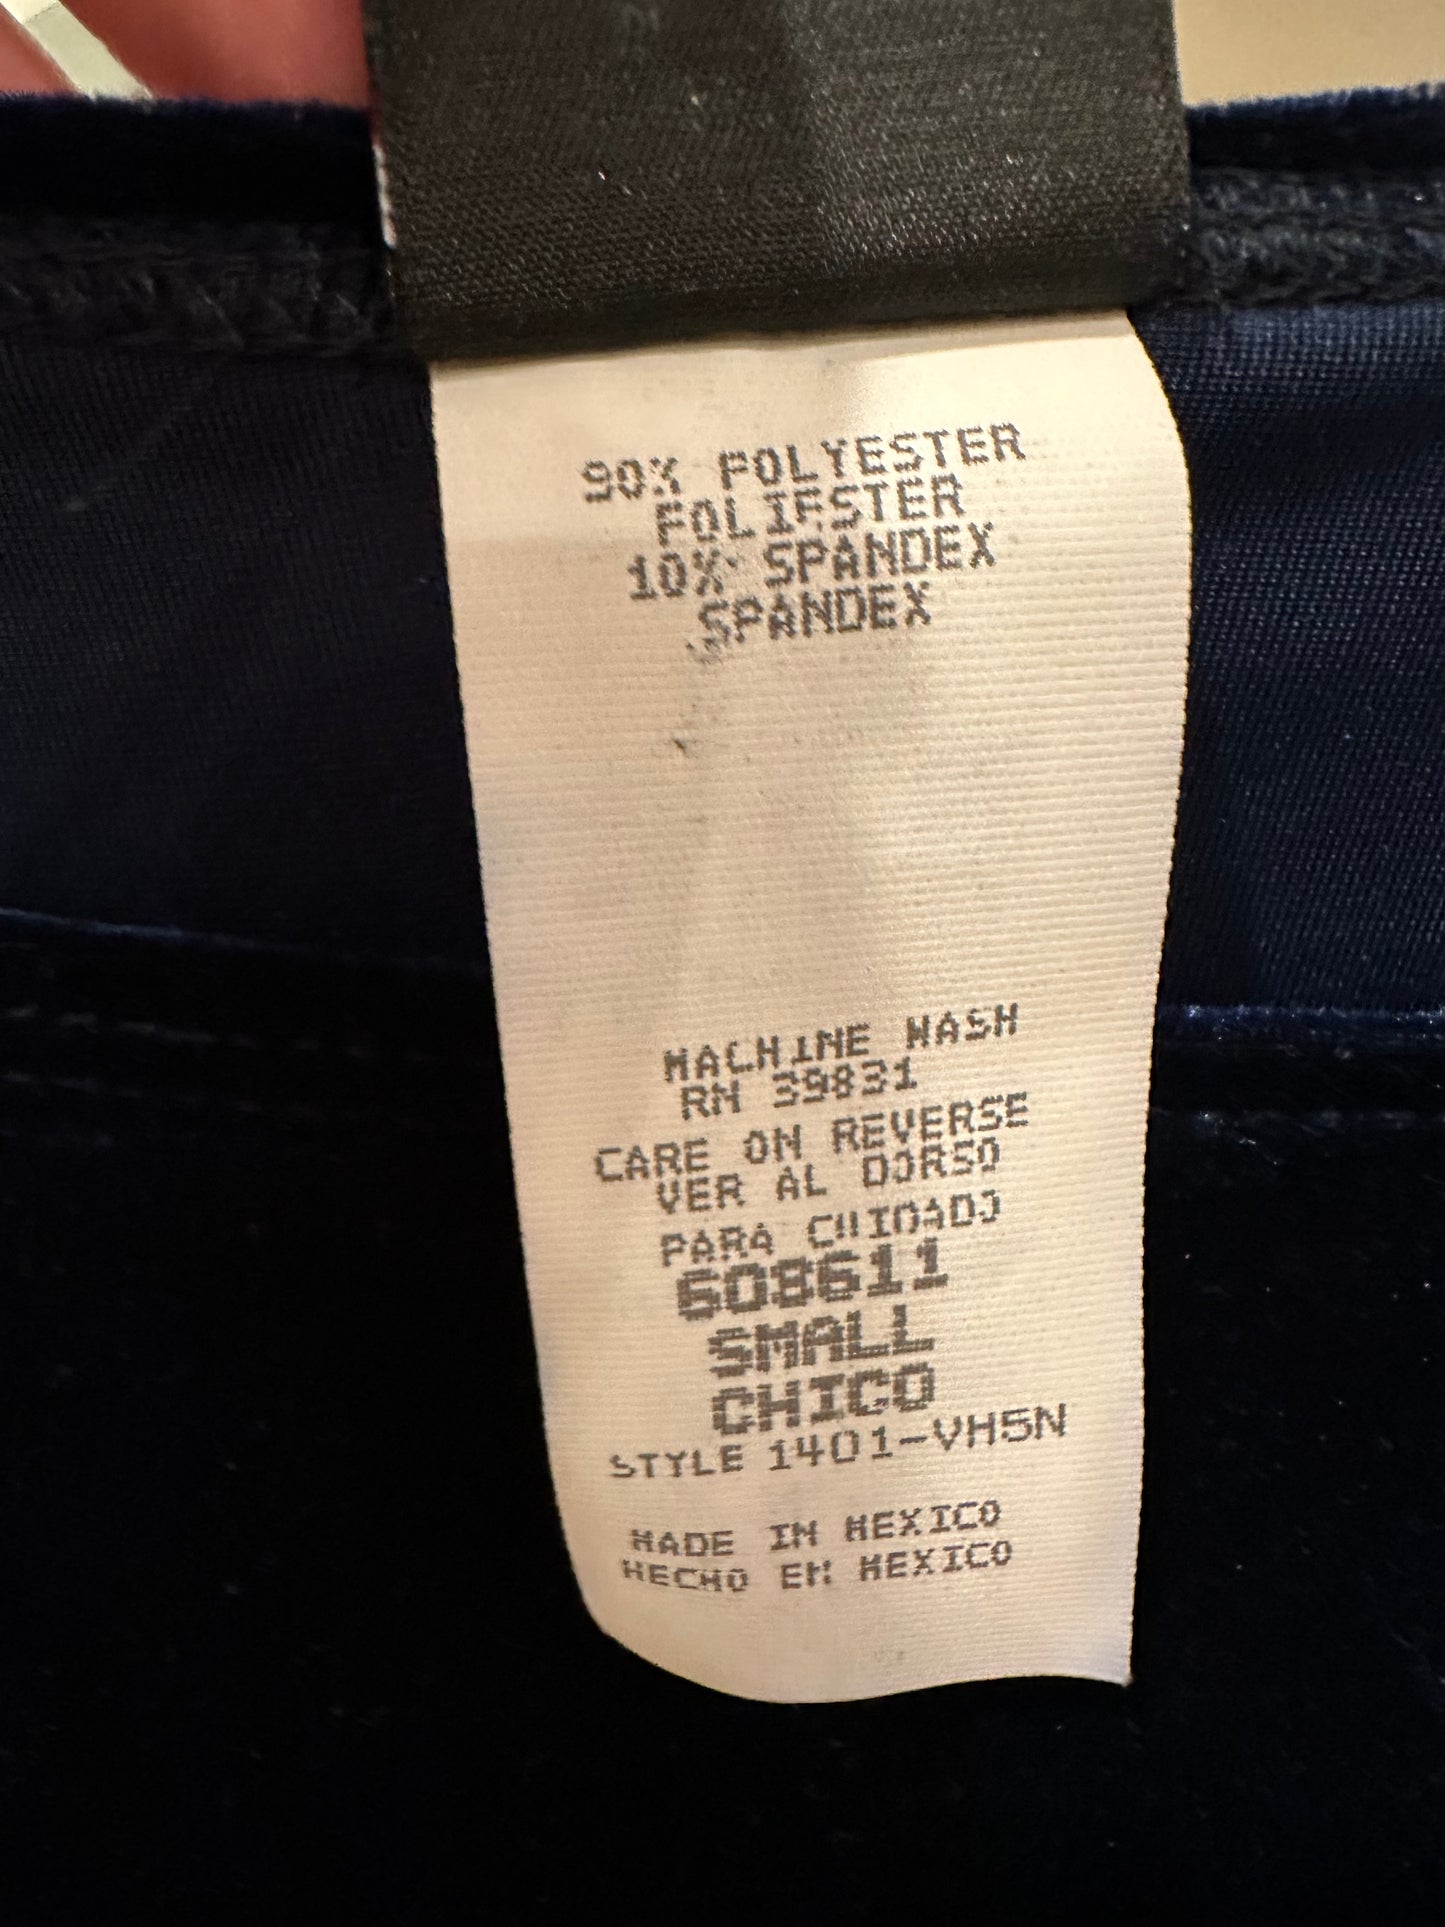 90% POLYESTER
POLIESTER
10% SPANDEX
SPANDEX
MACHINE WASH
RN 39831
CARE ON REVERSE
VER AL DORSO
PARA CUIDADO
608611
SMALL
CHICO
STYLE 1401-VH5N
MADE IN MEXICO
HECHO EN MEXICO